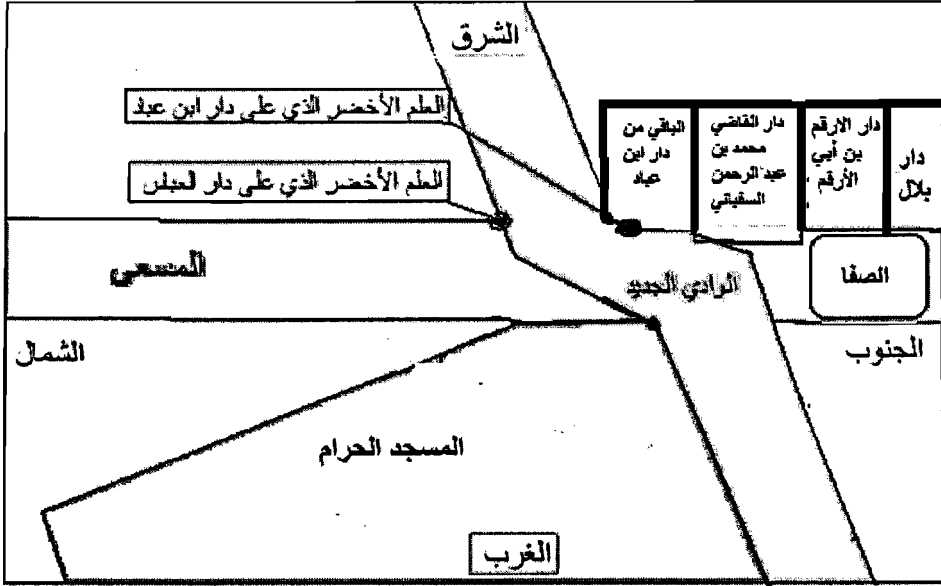 الشرق
العلم الأخضر الذي على دار ابن عباد
العلم الأخضر الذي على دار العباس
دار
بلال
دار الارقم
بن أبي
الأرقم
دار القاضي
محمد بن
عبد الرحمن
السفياني
الباقي من
دار ابن
عباد
الصفا
الوادي الجديد
المسعى
الجنوب
الشمال
المسجد الحرام
الغرب